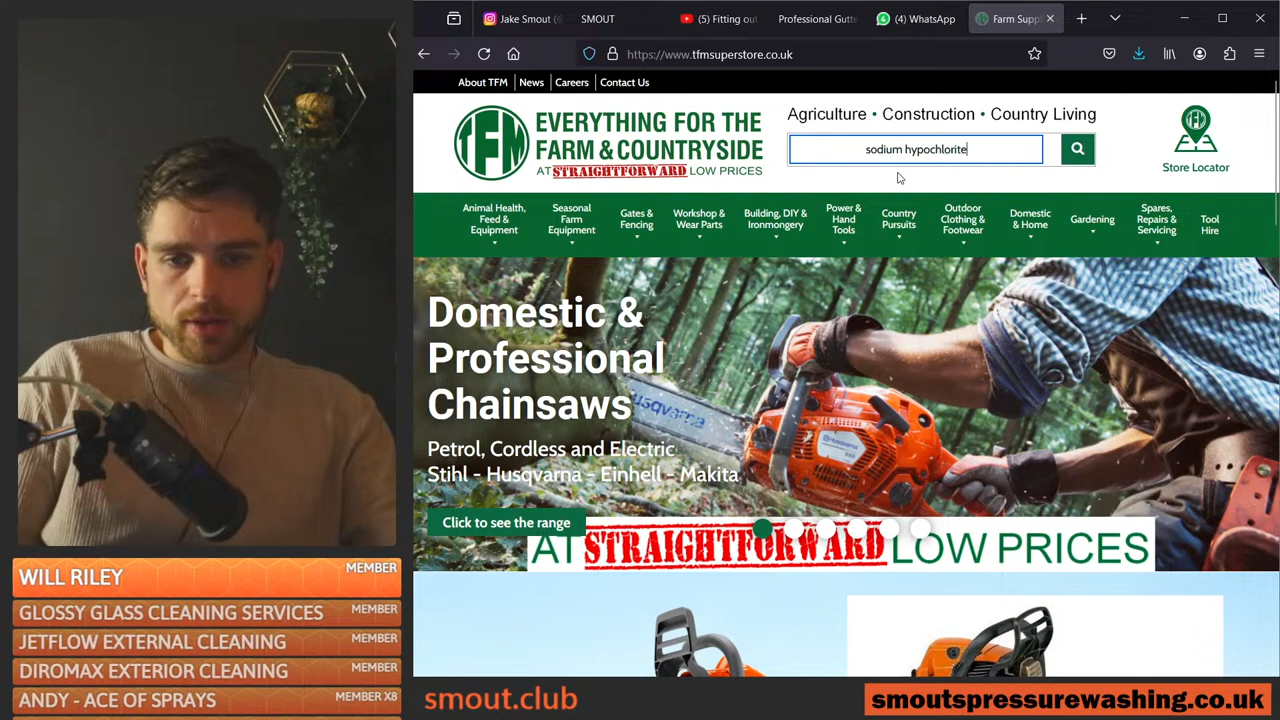 Jake Smout (@
SMOUT
(5) Fitting out
Professional Gutte
(4) WhatsApp
Farm Suppl
https://www.tfmsuperstore.co.uk
About TFM | News | Careers | Contact Us
TFM
EVERYTHING FOR THE
FARM & COUNTRYSIDE
AT STRAIGHTFORWARD LOW PRICES
Agriculture • Construction • Country Living
sodium hypochlorite
Store Locator
Animal Health,
Feed &
Equipment
Seasonal
Farm
Equipment
Gates &
Fencing
Workshop &
Wear Parts
Building, DIY &
Ironmongery
Power &
Hand
Tools
Country
Pursuits
Outdoor
Clothing &
Footwear
Domestic
& Home
Gardening
Spares,
Repairs &
Servicing
Tool
Hire
Domestic &
Professional
Chainsaws
Petrol, Cordless and Electric
Stihl - Husqvarna - Einhell - Makita
Click to see the range
Husqvarna
AT STRAIGHTFORWARD LOW PRICES
WILL RILEY
MEMBER
GLOSSY GLASS CLEANING SERVICES
MEMBER
JETFLOW EXTERNAL CLEANING
MEMBER
DIROMAX EXTERIOR CLEANING
MEMBER
ANDY - ACE OF SPRAYS
MEMBER X8
smout.club
smoutspressurewashing.co.uk